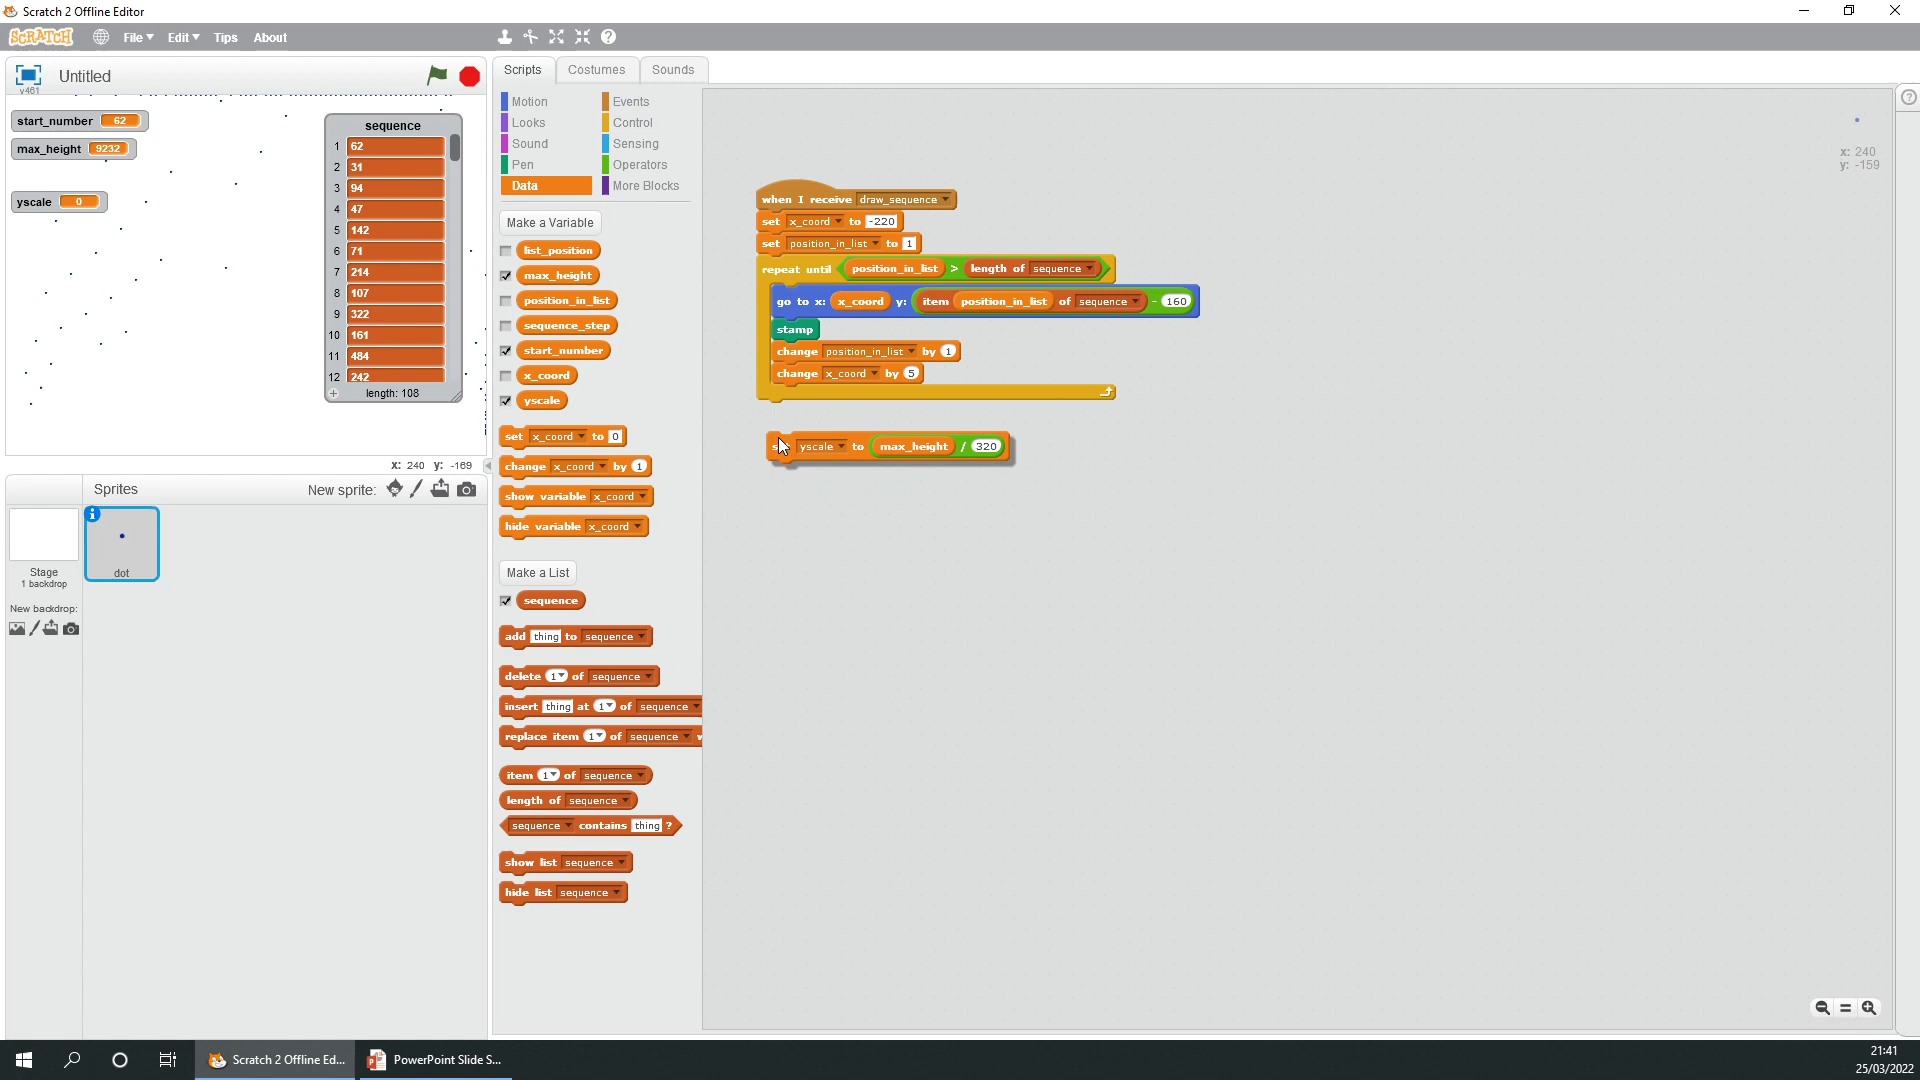 Scratch 2 Offline Editor
SCRATCH File Edit Tips About
Untitled
v461
start_number 62
max_height 9232
yscale 0
sequence
1 62
2 31
3 94
4 47
5 142
6 71
7 214
8 107
9 322
10 161
11 484
12 242
length: 108
x: 240 y: -169
Sprites
New sprite:
Stage
1 backdrop
New backdrop:
dot
Scripts Costumes Sounds
Motion Events
Looks Control
Sound Sensing
Pen Operators
Data More Blocks
Make a Variable
list_position
max_height
position_in_list
sequence_step
start_number
x_coord
yscale
set x_coord to 0
change x_coord by 1
show variable x_coord
hide variable x_coord
Make a List
sequence
add thing to sequence
delete 1 of sequence
insert thing at 1 of sequence
replace item 1 of sequence
item 1 of sequence
length of sequence
sequence contains thing ?
show list sequence
hide list sequence
when I receive draw_sequence
set x_coord to -220
set position_in_list to 1
repeat until position_in_list > length of sequence
go to x: x_coord y: item position_in_list of sequence - 160
stamp
change position_in_list by 1
change x_coord by 5
yscale to max_height / 320
x: 240
y: -159
Scratch 2 Offline Ed...
PowerPoint Slide S...
21:41
25/03/2022